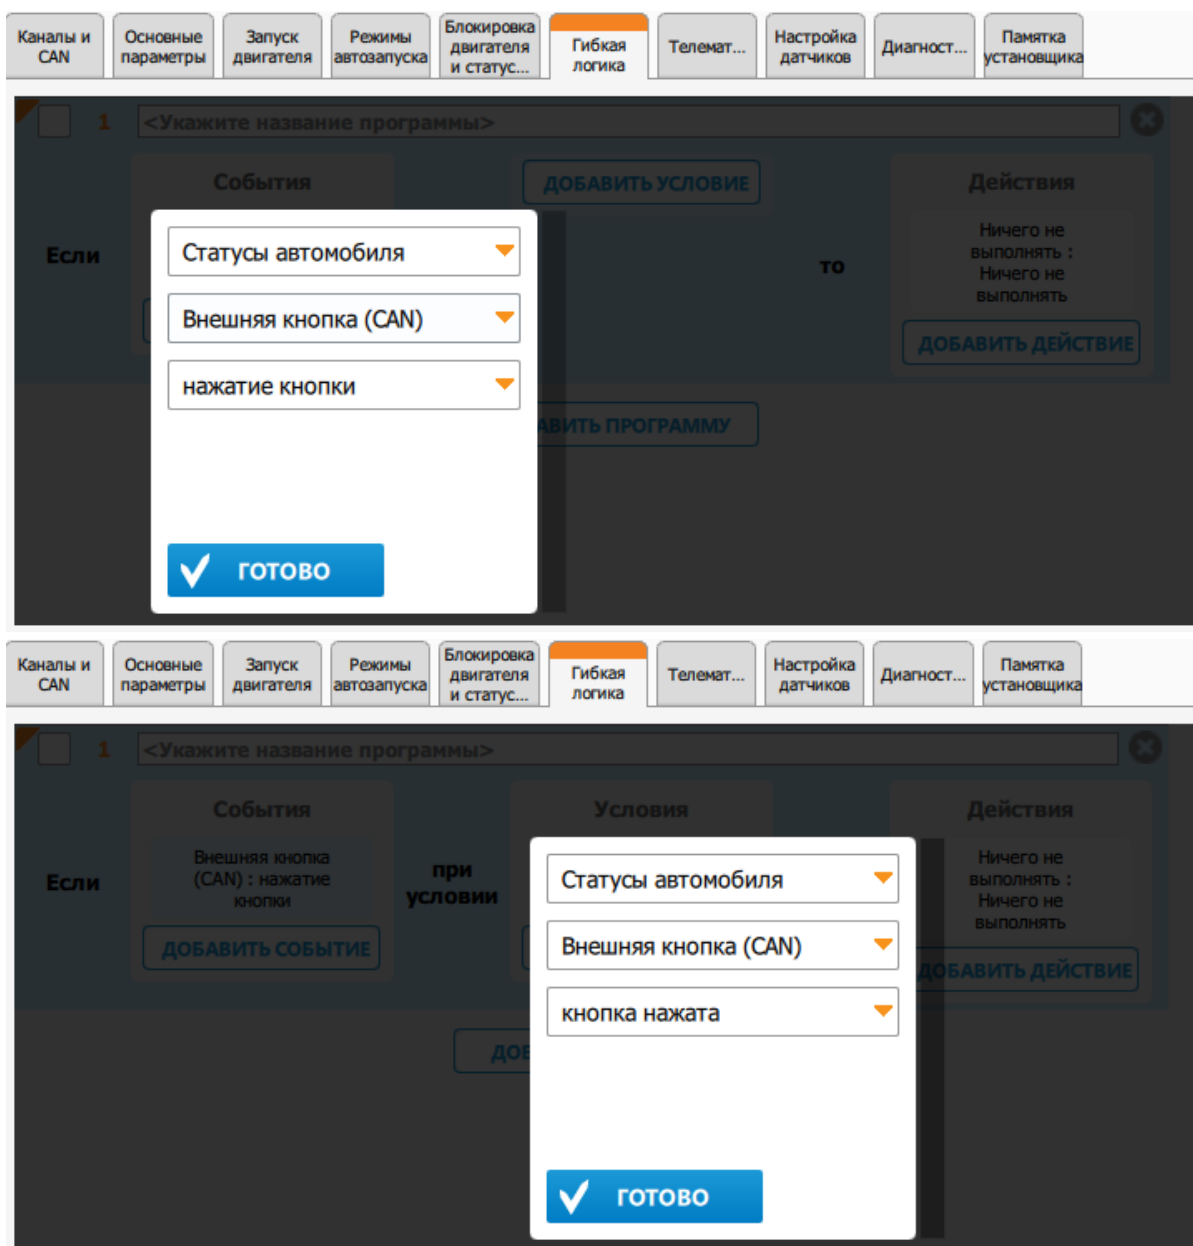 Каналы и
CAN
Основные
параметры
Запуск
двигателя
Режимы
автозапуска
Блокировка
двигателя
и статус...
Гибкая
логика
Телемат...
Настройка
датчиков
Диагност...
Памятка
установщика
1
<Укажите название программы>
События
ДОБАВИТЬ УСЛОВИЕ
Действия
Если
то
Ничего не
выполнять :
Ничего не
выполнять
ДОБАВИТЬ ДЕЙСТВИЕ
Статусы автомобиля
Внешняя кнопка (CAN)
нажатие кнопки
ГОТОВО
АВИТЬ ПРОГРАММУ
Каналы и
CAN
Основные
параметры
Запуск
двигателя
Режимы
автозапуска
Блокировка
двигателя
и статус...
Гибкая
логика
Телемат...
Настройка
датчиков
Диагност...
Памятка
установщика
1
<Укажите название программы>
События
Условия
Действия
Если
Внешняя кнопка
(CAN) : нажатие
кнопки
ДОБАВИТЬ СОБЫТИЕ
при
условии
Ничего не
выполнять :
Ничего не
выполнять
ДОБАВИТЬ ДЕЙСТВИЕ
Статусы автомобиля
Внешняя кнопка (CAN)
кнопка нажата
ГОТОВО
ДОБ